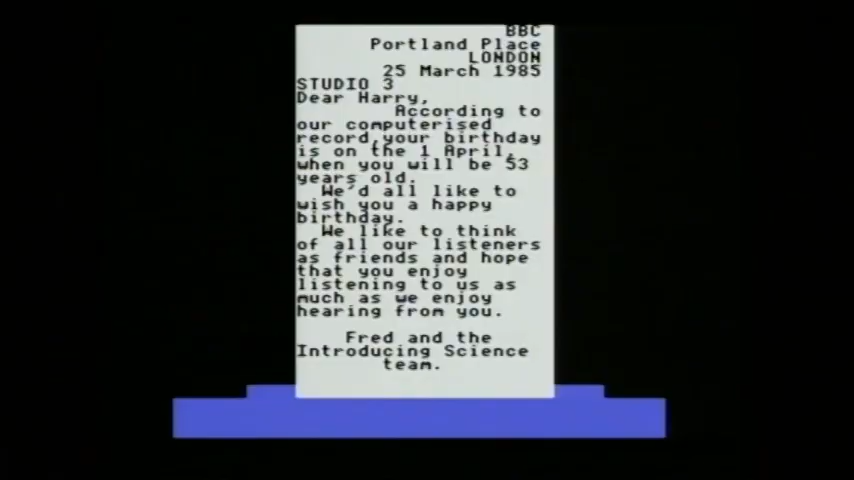 BBC
Portland Place
LONDON
25 March 1985
STUDIO 3
Dear Harry,
According to
our computerised
record,your birthday
is on the 1 April,
when you will be 53
years old.
We'd all like to
wish you a happy
birthday.
We like to think
of all our listeners
as friends and hope
that you enjoy
listening to us as
much as we enjoy
hearing from you.
Fred and the
Introducing Science
team.